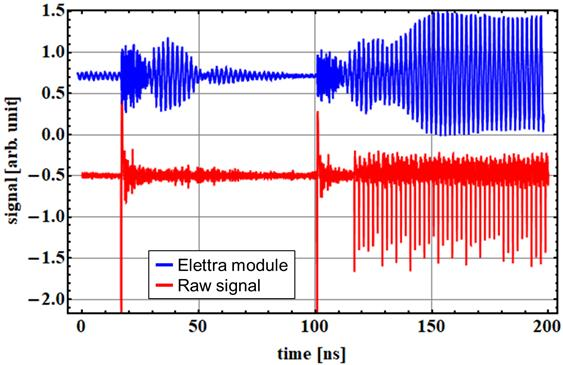 1.5
1.0
0.5
0.0
−0.5
−1.0
−1.5
−2.0
signal [arb. unit]
Elettra module
Raw signal
0 50 100 150 200
time [ns]